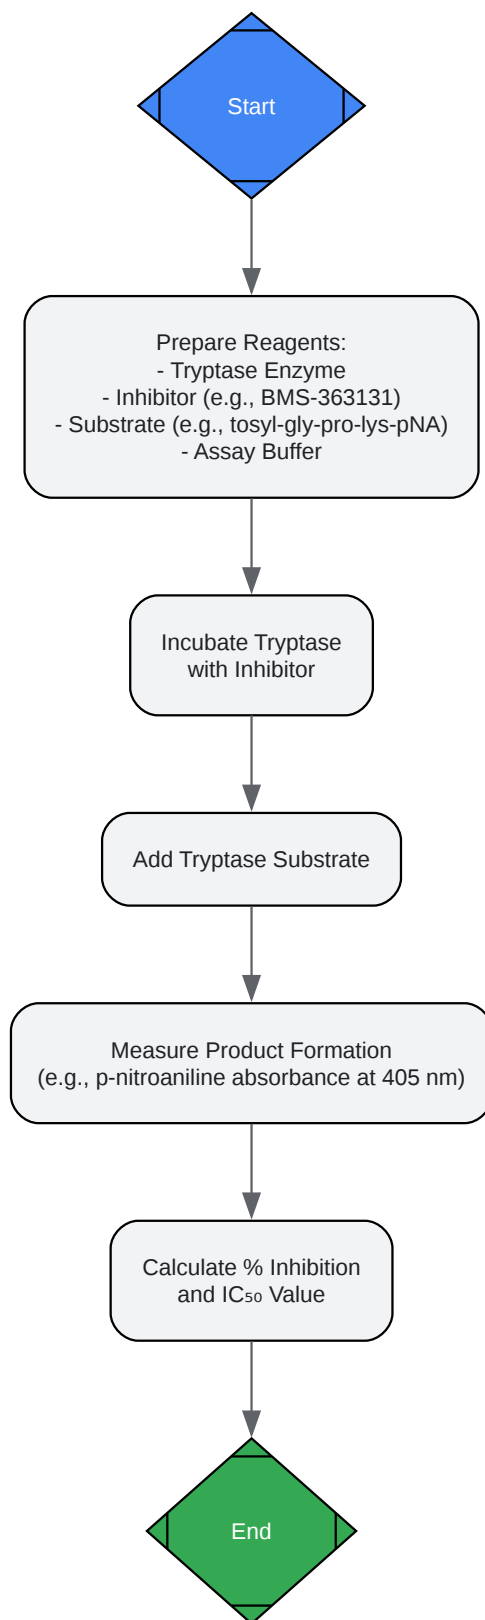 Start
Prepare Reagents:
- Tryptase Enzyme
- Inhibitor (e.g., BMS-363131)
- Substrate (e.g., tosyl-gly-pro-lys-pNA)
- Assay Buffer
Incubate Tryptase
with Inhibitor
Add Tryptase Substrate
Measure Product Formation
(e.g., p-nitroaniline absorbance at 405 nm)
Calculate % Inhibition
and IC₅₀ Value
End